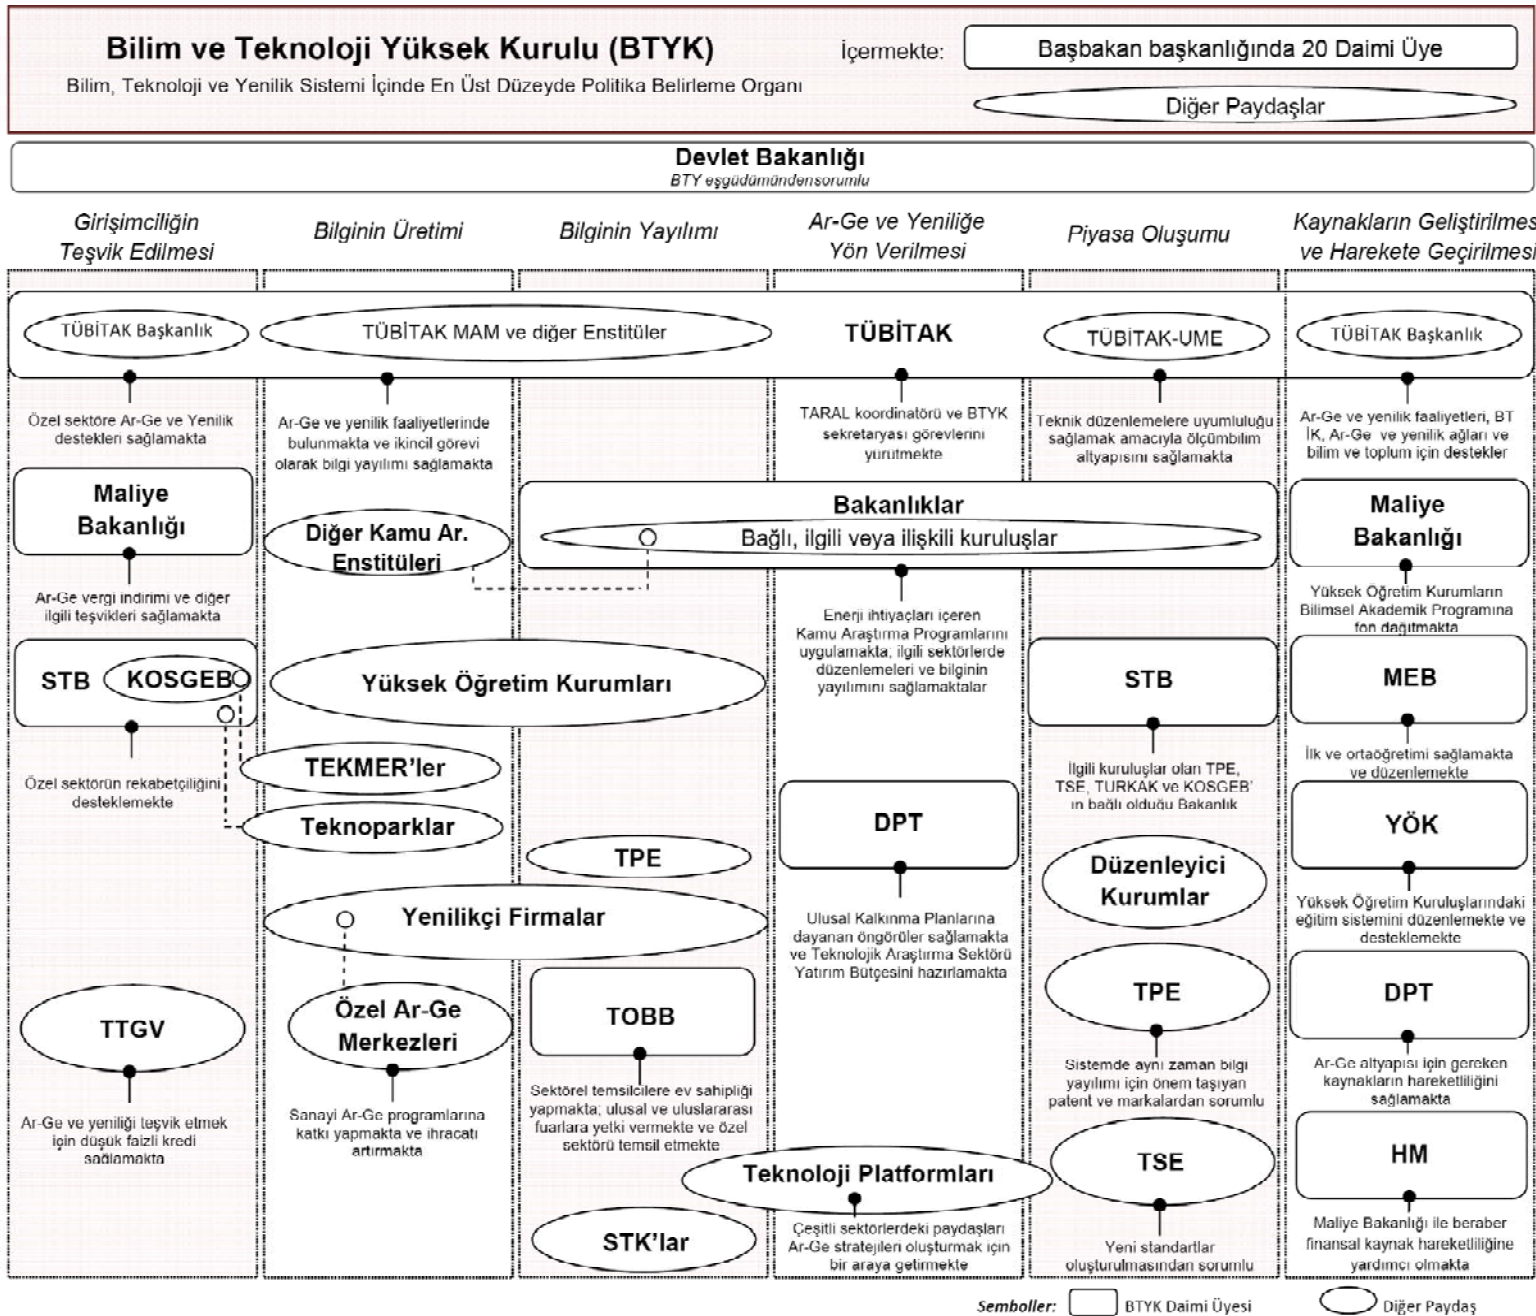 Bilim ve Teknoloji Yüksek Kurulu (BTYK)
Bilim, Teknoloji ve Yenilik Sistemi İçinde En Üst Düzeyde Politika Belirleme Organı
İçermekte:
Başbakan başkanlığında 20 Daimi Üye
Diğer Paydaşlar
Devlet Bakanlığı
BTY eşgüdümündensorumlu
Girişimciliğin
Teşvik Edilmesi
Bilginin Üretimi
Bilginin Yayılımı
Ar-Ge ve Yeniliğe
Yön Verilmesi
Piyasa Oluşumu
Kaynakların Geliştirilmes
ve Harekete Geçirilmesi
TÜBİTAK Başkanlık
TÜBİTAK MAM ve diğer Enstitüler
TÜBİTAK
TÜBİTAK-UME
TÜBİTAK Başkanlık
Özel sektöre Ar-Ge ve Yenilik
destekleri sağlamakta
Ar-Ge ve yenilik faaliyetlerinde
bulunmakta ve ikincil görevi
olarak bilgi yayılımı sağlamakta
TARAL koordinatörü ve BTYK
sekretaryası görevlerini
yürütmekte
Teknik düzenlemelere uyumluluğu
sağlamak amacıyla ölçümbilim
altyapısını sağlamakta
Ar-Ge ve yenilik faaliyetleri, BT
İK, Ar-Ge ve yenilik ağları ve
bilim ve toplum için destekler
Maliye
Bakanlığı
Ar-Ge vergi indirimi ve diğer
ilgili teşvikleri sağlamakta
Diğer Kamu Ar.
Enstitüleri
Bakanlıklar
Bağlı, ilgili veya ilişkili kuruluşlar
Enerji ihtiyaçları içeren
Kamu Araştırma Programlarını
uygulamakta; ilgili sektörlerde
düzenlemeleri ve bilginin
yayılımını sağlamaktalar
Maliye
Bakanlığı
Yüksek Öğretim Kurumların
Bilimsel Akademik Programına
fon dağıtmakta
STB
KOSGEB
Özel sektörün rekabetçiliğini
desteklemekte
Yüksek Öğretim Kurumları
TEKMER'ler
Teknoparklar
STB
İlgili kuruluşlar olan TPE,
TSE, TURKAK ve KOSGEB'
ın bağlı olduğu Bakanlık
MEB
İlk ve ortaöğretimi sağlamakta
ve düzenlemekte
TPE
DPT
Ulusal Kalkınma Planlarına
dayanan öngörüler sağlamakta
ve Teknolojik Araştırma Sektörü
Yatırım Bütçesini hazırlamakta
Düzenleyici
Kurumlar
YÖK
Yüksek Öğretim Kuruluşlarındaki
eğitim sistemini düzenlemekte ve
desteklemekte
Yenilikçi Firmalar
TTGV
Ar-Ge ve yeniliği teşvik etmek
için düşük faizli kredi
sağlamakta
Özel Ar-Ge
Merkezleri
Sanayi Ar-Ge programlarına
katkı yapmakta ve ihracatı
artırmakta
TOBB
Sektörel temsilcilere ev sahipliği
yapmakta; ulusal ve uluslararası
fuarlara yetki vermekte ve özel
sektörü temsil etmekte
TPE
Sistemde aynı zaman bilgi
yayılımı için önem taşıyan
patent ve markalardan sorumlu
DPT
Ar-Ge altyapısı için gereken
kaynakların hareketliliğini
sağlamakta
Teknoloji Platformları
Çeşitli sektörlerdeki paydaşları
Ar-Ge stratejileri oluşturmak için
bir araya getirmekte
STK'lar
TSE
Yeni standartlar
oluşturulmasından sorumlu
HM
Maliye Bakanlığı ile beraber
finansal kaynak hareketliliğine
yardımcı olmakta
Semboller:
BTYK Daimi Üyesi
Diğer Paydaş